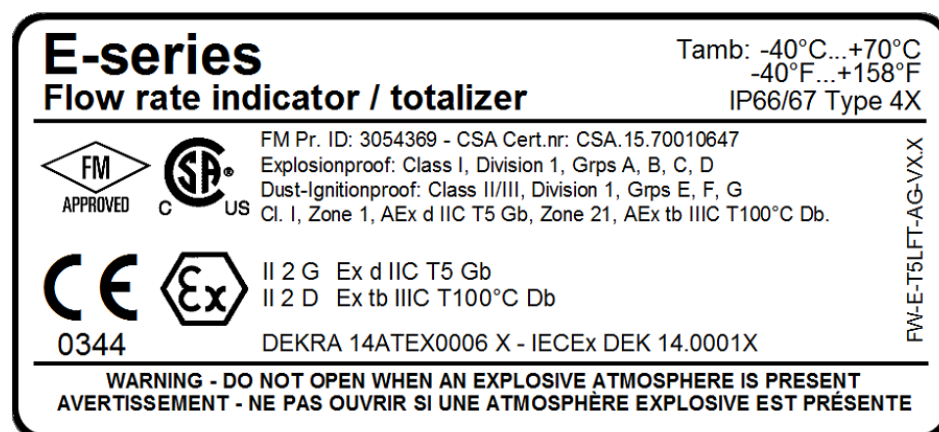 E-series
Flow rate indicator / totalizer
Tamb: -40°C...+70°C
-40°F...+158°F
IP66/67 Type 4X
FM
APPROVED
C SA® US
FM Pr. ID: 3054369 - CSA Cert.nr: CSA.15.70010647
Explosionproof: Class I, Division 1, Grps A, B, C, D
Dust-Ignitionproof: Class II/III, Division 1, Grps E, F, G
Cl. I, Zone 1, AEx d IIC T5 Gb, Zone 21, AEx tb IIIC T100°C Db.
CE
0344
Ex
II 2 G Ex d IIC T5 Gb
II 2 D Ex tb IIIC T100°C Db
DEKRA 14ATEX0006 X - IECEx DEK 14.0001X
FW-E-T5LFT-AG-VX.X
WARNING - DO NOT OPEN WHEN AN EXPLOSIVE ATMOSPHERE IS PRESENT
AVERTISSEMENT - NE PAS OUVRIR SI UNE ATMOSPHÈRE EXPLOSIVE EST PRÉSENTE